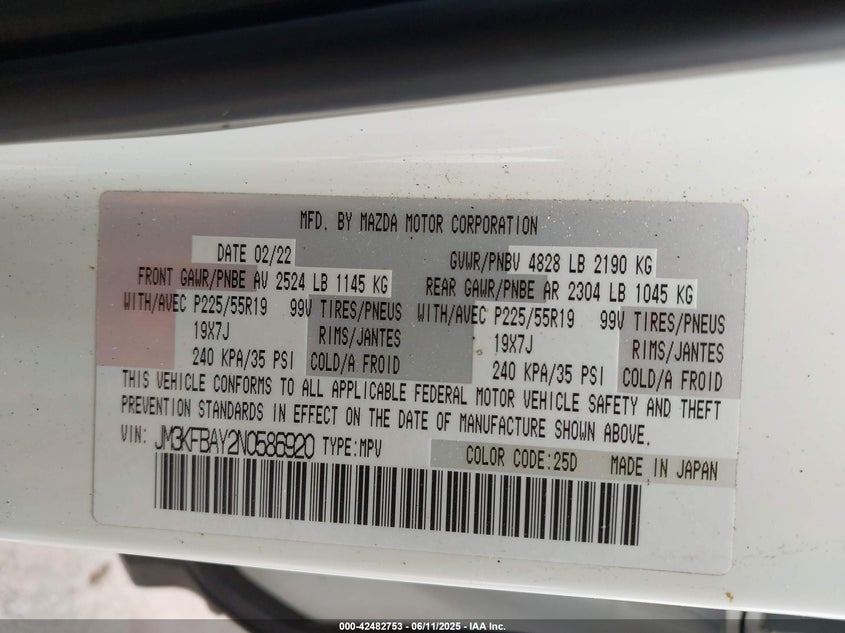 MFD. BY MAZDA MOTOR CORPORATION
DATE 02/22 GVWR/PNBV 4828 LB 2190 KG
FRONT GAWR/PNBE AV 2524 LB 1145 KG REAR GAWR/PNBE AR 2304 LB 1045 KG
WITH/AVEC P225/55R19 99V TIRES/PNEUS WITH/AVEC P225/55R19 99V TIRES/PNEUS
19X7J RIMS/JANTES 19X7J RIMS/JANTES
240 KPA/35 PSI COLD/A FROID 240 KPA/35 PSI COLD/A FROID
THIS VEHICLE CONFORMS TO ALL APPLICABLE FEDERAL MOTOR VEHICLE SAFETY AND THEFT
PREVENTION STANDARDS IN EFFECT ON THE DATE OF MANUFACTURE SHOWN ABOVE.
VIN: JM3KFBAY2N0586920 TYPE:MPV COLOR CODE:25D MADE IN JAPAN
000-42482753 - 06/11/2025 - IAA Inc.